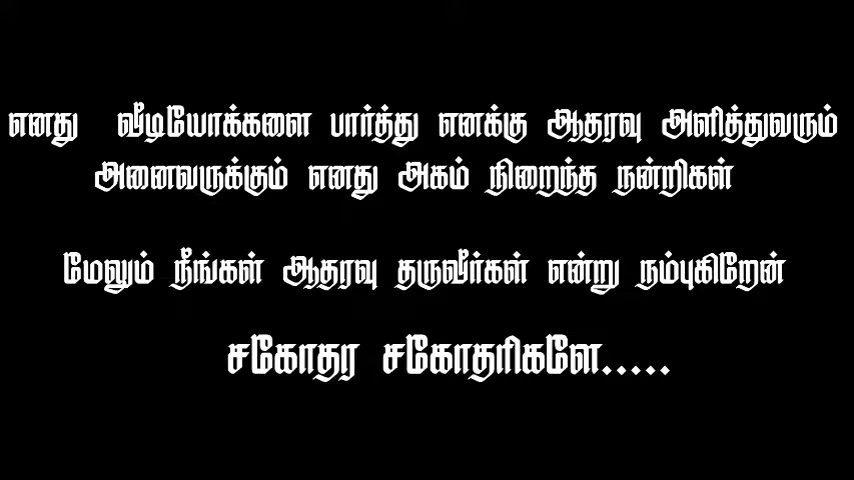 எனது வீடியோக்களை பார்த்து எனக்கு ஆதரவு அளித்துவரும்
அனைவருக்கும் எனது அகம் நிறைந்த நன்றிகள்
மேலும் நீங்கள் ஆதரவு தருவீர்கள் என்று நம்புகிறேன்
சகோதர சகோதரிகளே.....